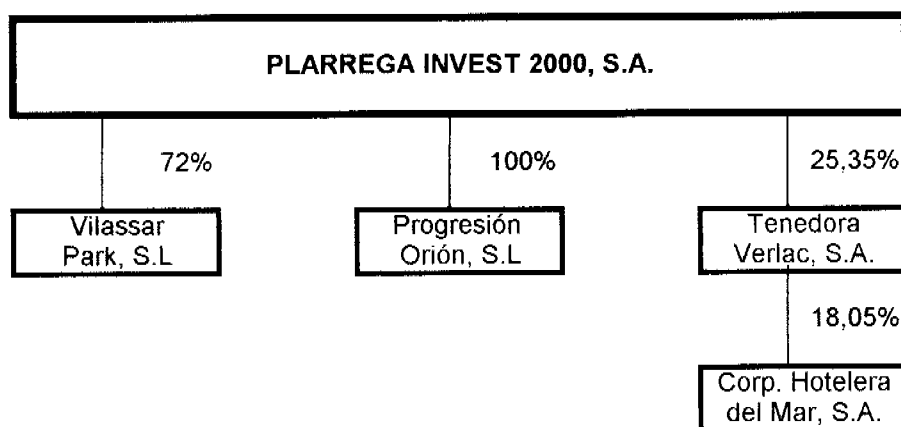 PLARREGA INVEST 2000, S.A.
72%
100%
25,35%
Vilassar
Park, S.L
Progresión
Orión, S.L
Tenedora
Verlac, S.A.
18,05%
Corp. Hotelera
del Mar, S.A.